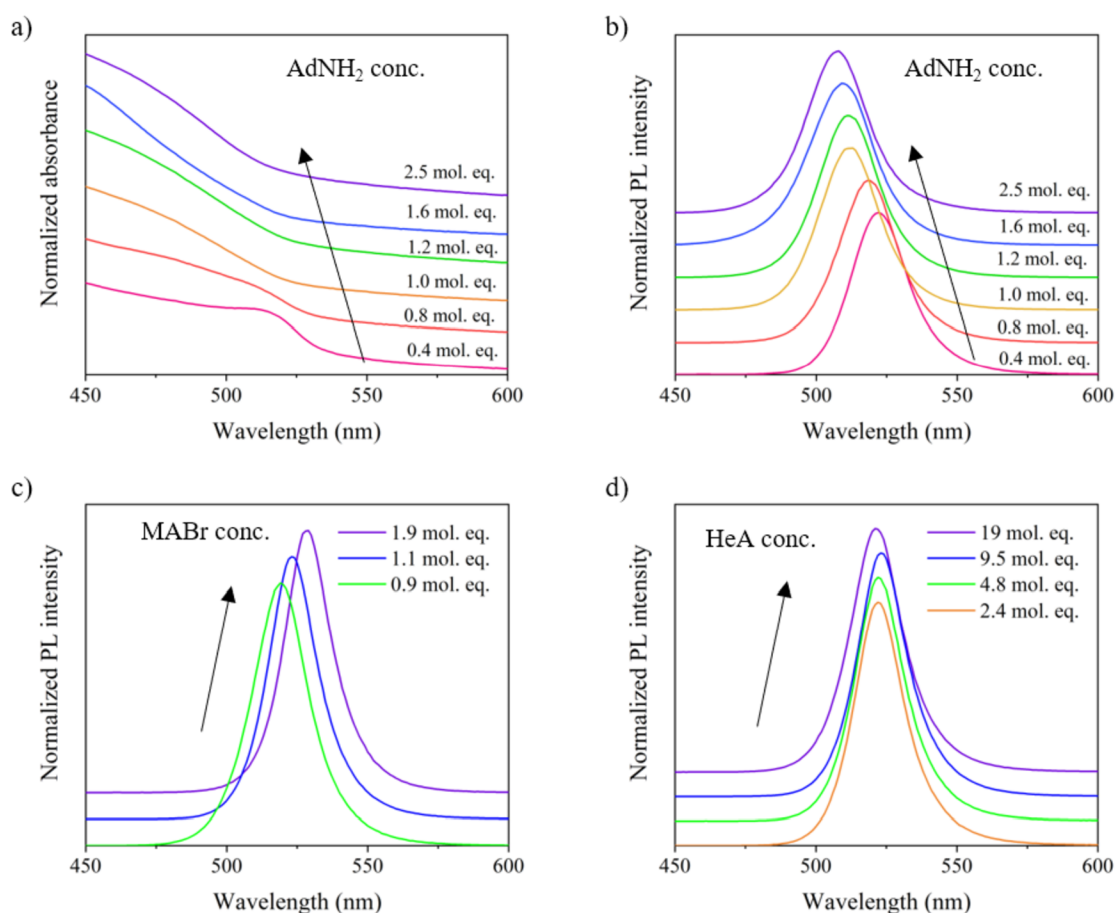 a)
AdNH₂ conc.
2.5 mol. eq.
1.6 mol. eq.
1.2 mol. eq.
1.0 mol. eq.
0.8 mol. eq.
0.4 mol. eq.
Normalized absorbance
450 500 550 600
Wavelength (nm)
b)
AdNH₂ conc.
2.5 mol. eq.
1.6 mol. eq.
1.2 mol. eq.
1.0 mol. eq.
0.8 mol. eq.
0.4 mol. eq.
Normalized PL intensity
450 500 550 600
Wavelength (nm)
c)
MABr conc.
1.9 mol. eq.
1.1 mol. eq.
0.9 mol. eq.
Normalized PL intensity
450 500 550 600
Wavelength (nm)
d)
HeA conc.
19 mol. eq.
9.5 mol. eq.
4.8 mol. eq.
2.4 mol. eq.
Normalized PL intensity
450 500 550 600
Wavelength (nm)